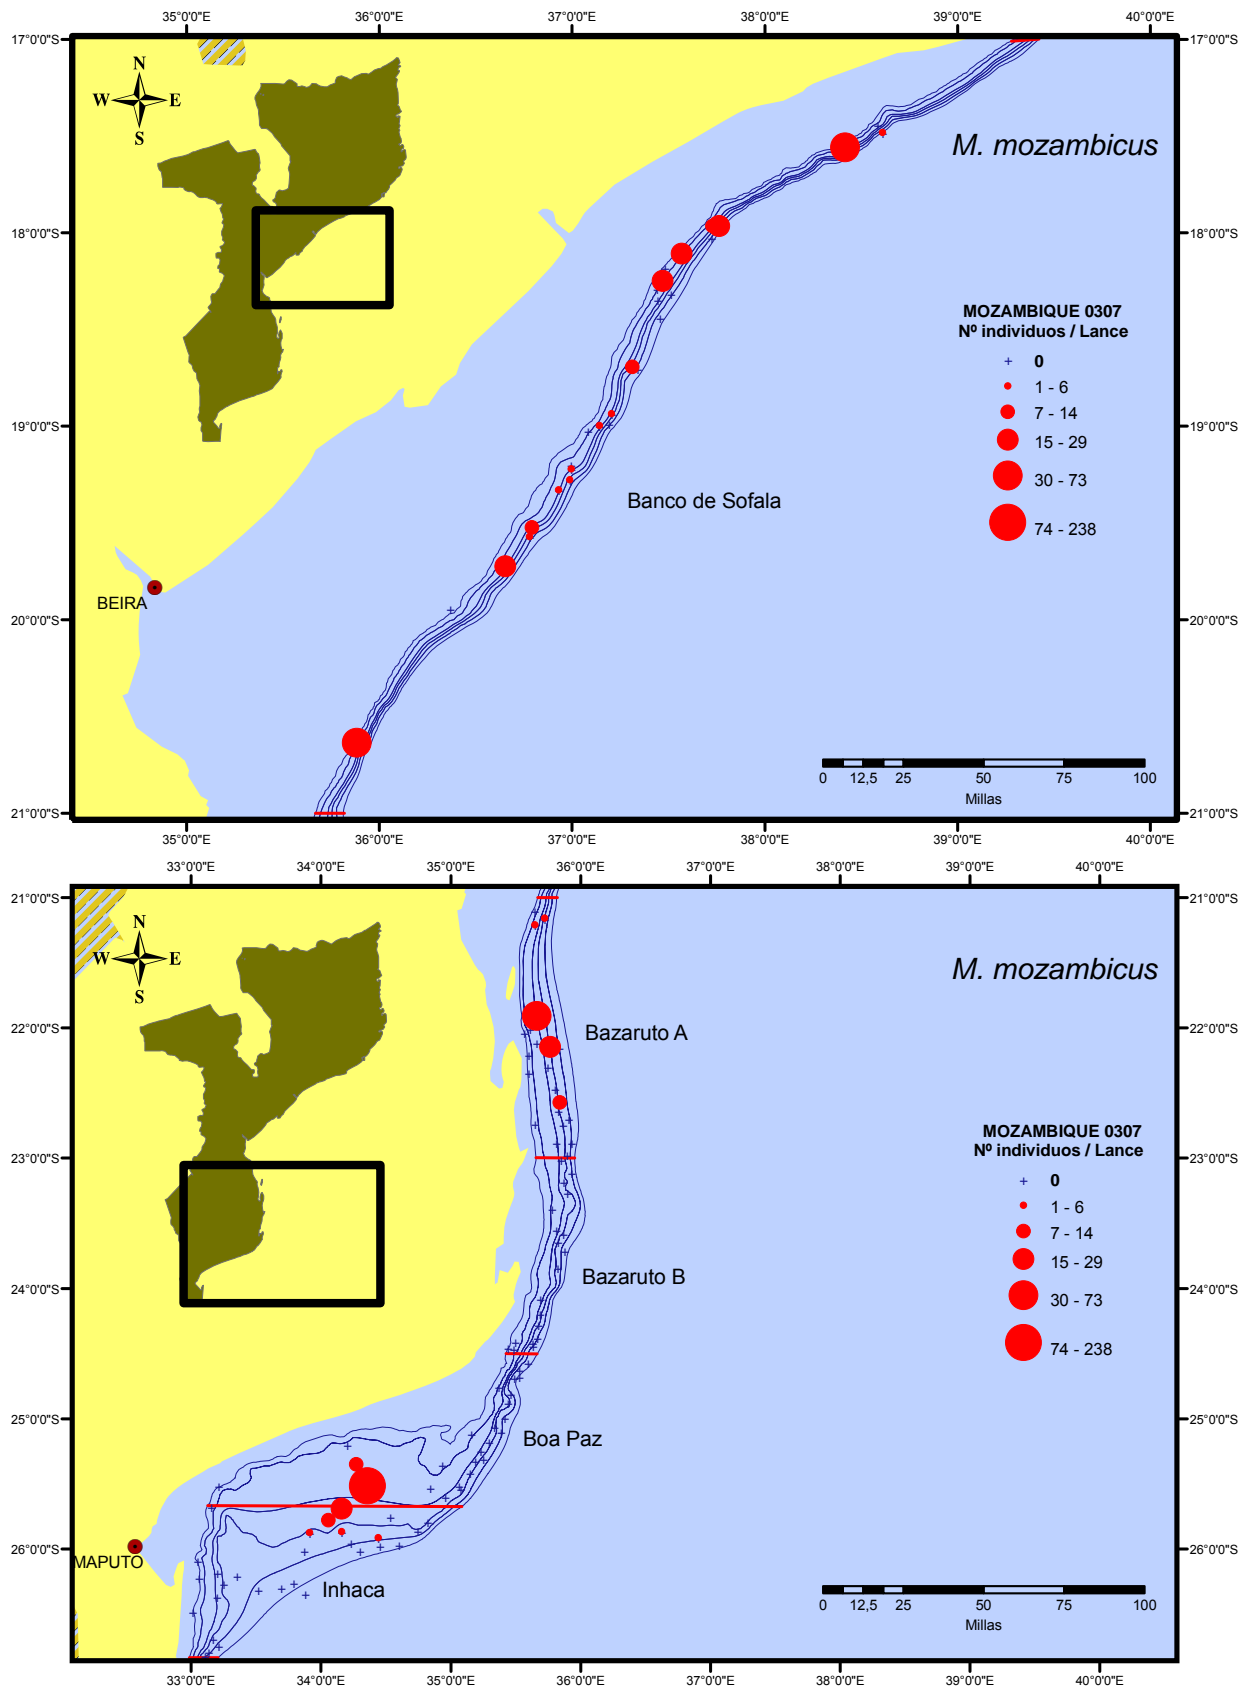 35°0'0"E 36°0'0"E 37°0'0"E 38°0'0"E 39°0'0"E 40°0'0"E
17°0'0"S 17°0'0"S
N
W E
S
M. mozambicus
18°0'0"S 18°0'0"S
MOZAMBIQUE 0307
Nº individuos / Lance
0
1 - 6
7 - 14
15 - 29
30 - 73
74 - 238
19°0'0"S 19°0'0"S
Banco de Sofala
BEIRA
20°0'0"S 20°0'0"S
0 12,5 25 50 75 100
Millas
21°0'0"S 21°0'0"S
35°0'0"E 36°0'0"E 37°0'0"E 38°0'0"E 39°0'0"E 40°0'0"E
33°0'0"E 34°0'0"E 35°0'0"E 36°0'0"E 37°0'0"E 38°0'0"E 39°0'0"E 40°0'0"E
21°0'0"S 21°0'0"S
N
W E
S
M. mozambicus
22°0'0"S 22°0'0"S
Bazaruto A
MOZAMBIQUE 0307
Nº individuos / Lance
0
1 - 6
7 - 14
15 - 29
30 - 73
74 - 238
23°0'0"S 23°0'0"S
Bazaruto B
24°0'0"S 24°0'0"S
25°0'0"S 25°0'0"S
Boa Paz
26°0'0"S 26°0'0"S
MAPUTO
Inhaca
0 12,5 25 50 75 100
Millas
33°0'0"E 34°0'0"E 35°0'0"E 36°0'0"E 37°0'0"E 38°0'0"E 39°0'0"E 40°0'0"E